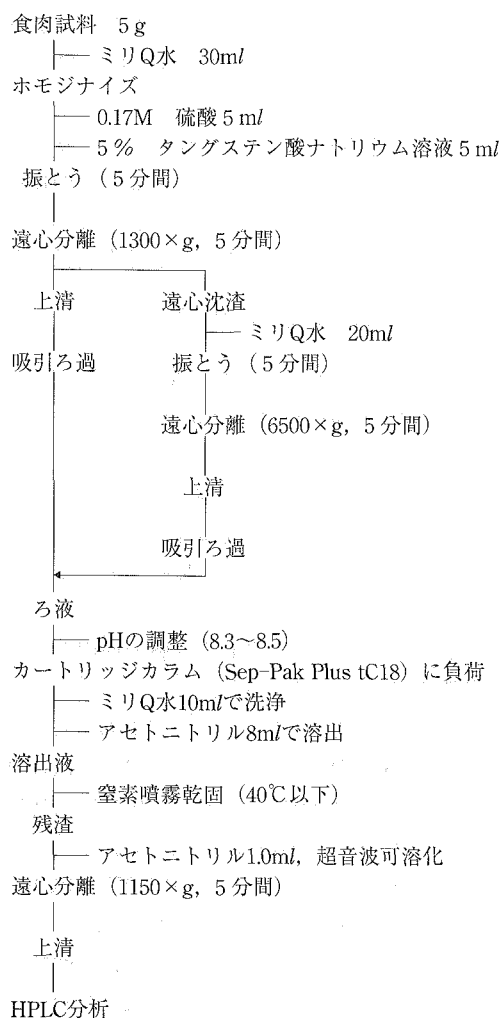 食肉試料 5g
ミリQ水 30ml
ホモジナイズ
0.17M 硫酸5ml
5% タングステン酸ナトリウム溶液5ml
振とう(5分間)
遠心分離(1300×g,5分間)
上清 遠心沈渣
ミリQ水 20ml
吸引ろ過 振とう(5分間)
遠心分離(6500×g,5分間)
上清
吸引ろ過
ろ液
pHの調整(8.3~8.5)
カートリッジカラム(Sep-Pak Plus tC18)に負荷
ミリQ水10mlで洗浄
アセトニトリル8mlで溶出
溶出液
窒素噴霧乾固(40℃以下)
残渣
アセトニトリル1.0ml,超音波可溶化
遠心分離(1150×g,5分間)
上清
HPLC分析